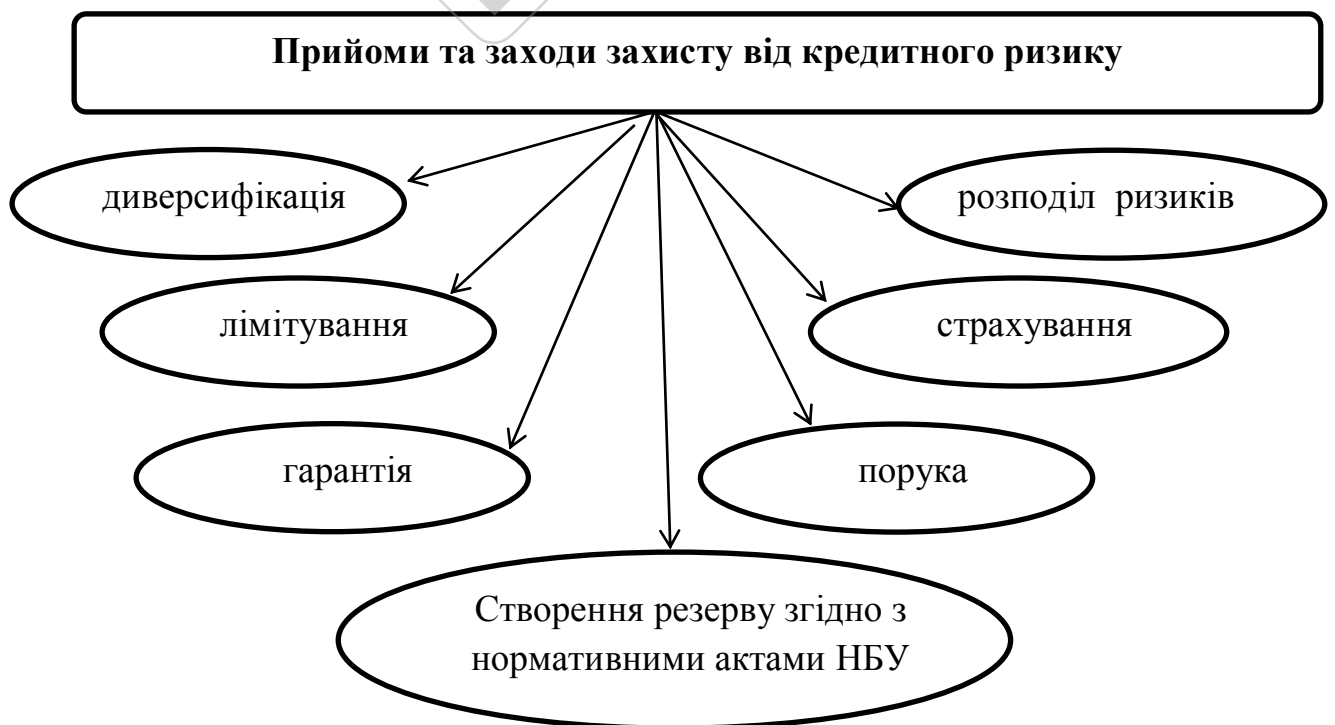 Прийоми та заходи захисту від кредитного ризику
диверсифікація
розподіл ризиків
лімітування
страхування
гарантія
порука
Створення резерву згідно з
нормативними актами НБУ